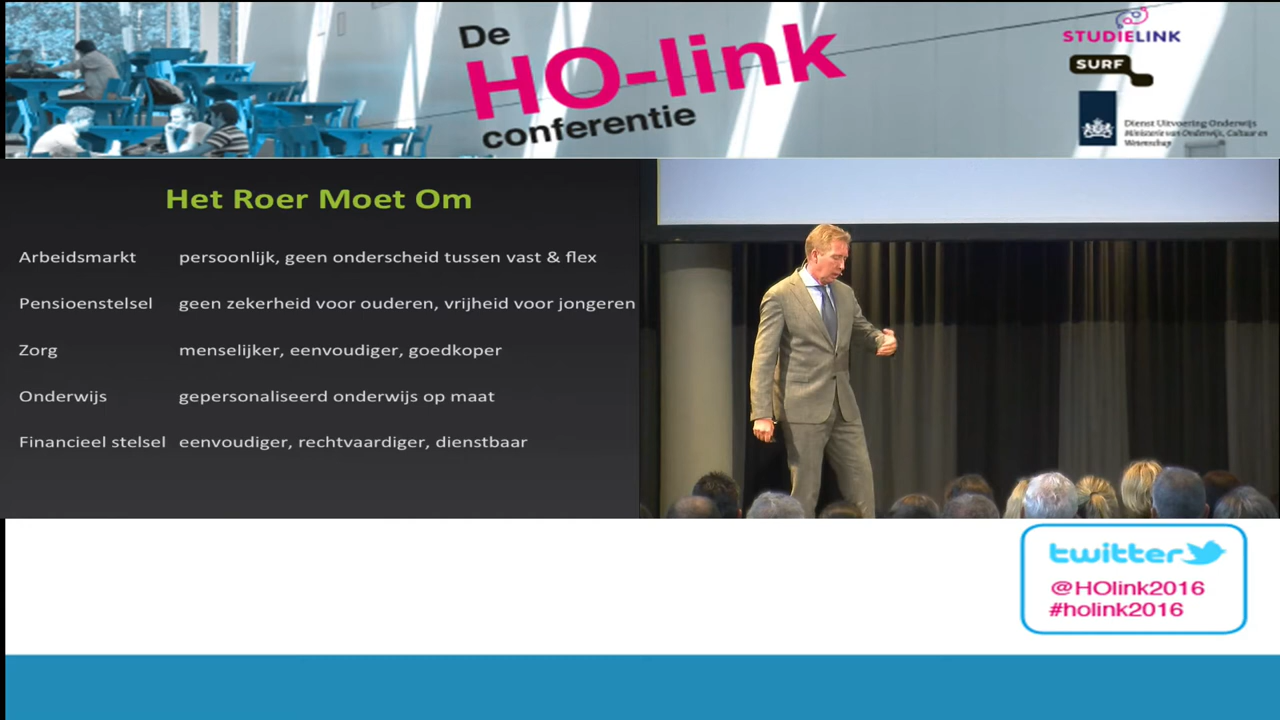 De
HO-link
conferentie
STUDIELINK
SURF
Dienst Uitvoering Onderwijs
Ministerie van Onderwijs, Cultuur en
Wetenschap
Het Roer Moet Om
Arbeidsmarkt persoonlijk, geen onderscheid tussen vast & flex
Pensioenstelsel geen zekerheid voor ouderen, vrijheid voor jongeren
Zorg menselijker, eenvoudiger, goedkoper
Onderwijs gepersonaliseerd onderwijs op maat
Financieel stelsel eenvoudiger, rechtvaardiger, dienstbaar
twitter
@HOlink2016
#holink2016